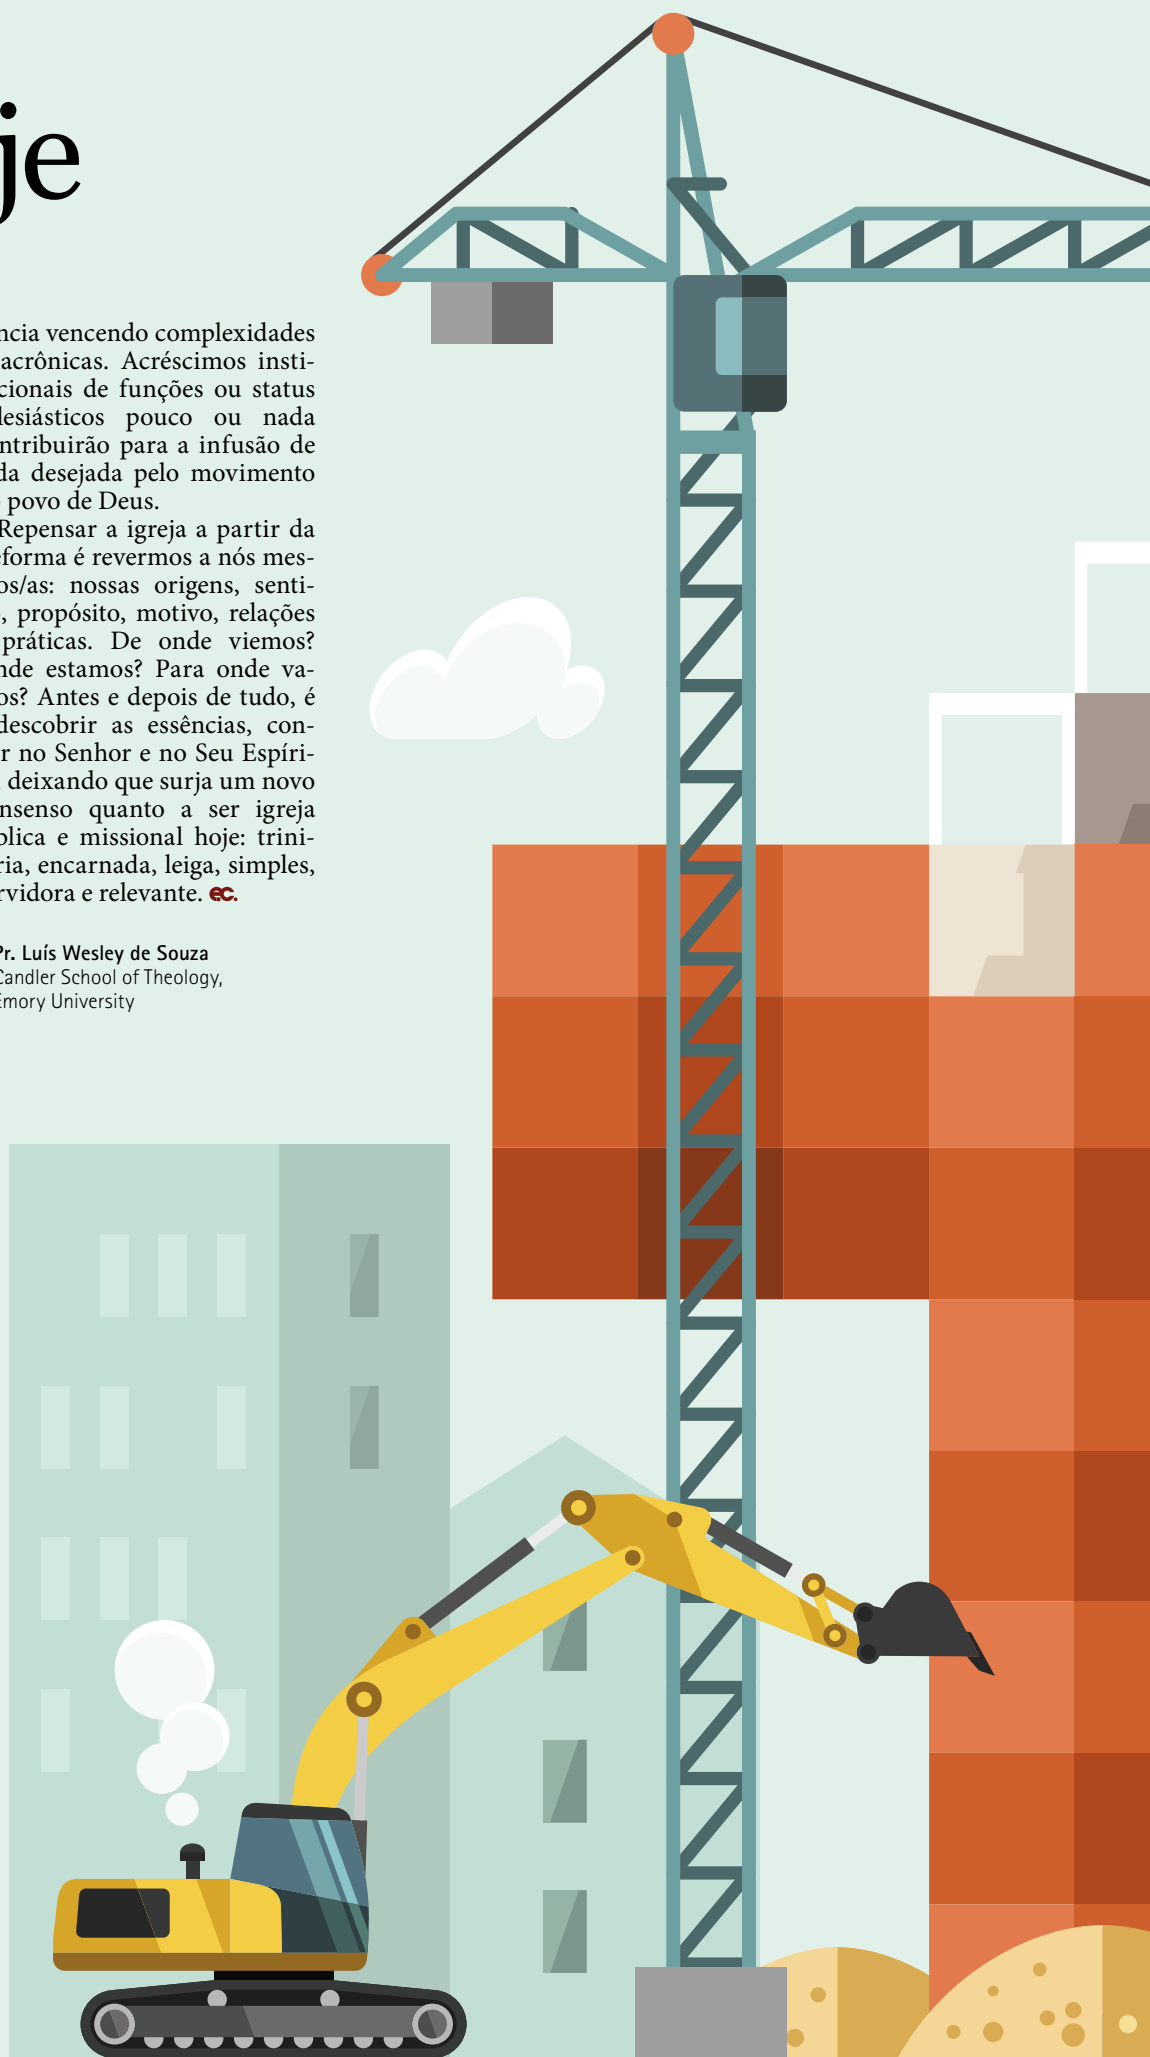 je
ncia vencendo complexidades
acrônicas. Acréscimos insti-
cionais de funções ou status
lesiásticos pouco ou nada
ntribuirão para a infusão de
da desejada pelo movimento
povo de Deus.
Repensar a igreja a partir da
eforma é revermos a nós mes-
os/as: nossas origens, senti-
, propósito, motivo, relações
práticas. De onde viemos?
nde estamos? Para onde va-
os? Antes e depois de tudo, é
descobrir as essências, con-
r no Senhor e no Seu Espíri-
, deixando que surja um novo
nsenso quanto a ser igreja
blica e missional hoje: trini-
ria, encarnada, leiga, simples,
rvidora e relevante. ec.
Pr. Luís Wesley de Souza
Candler School of Theology,
Emory University